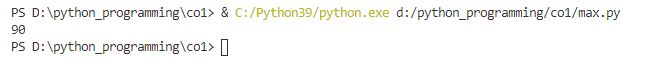 PS D:\python_programming\co1> & C:/Python39/python.exe d:/python_programming/co1/max.py
90
PS D:\python_programming\co1>